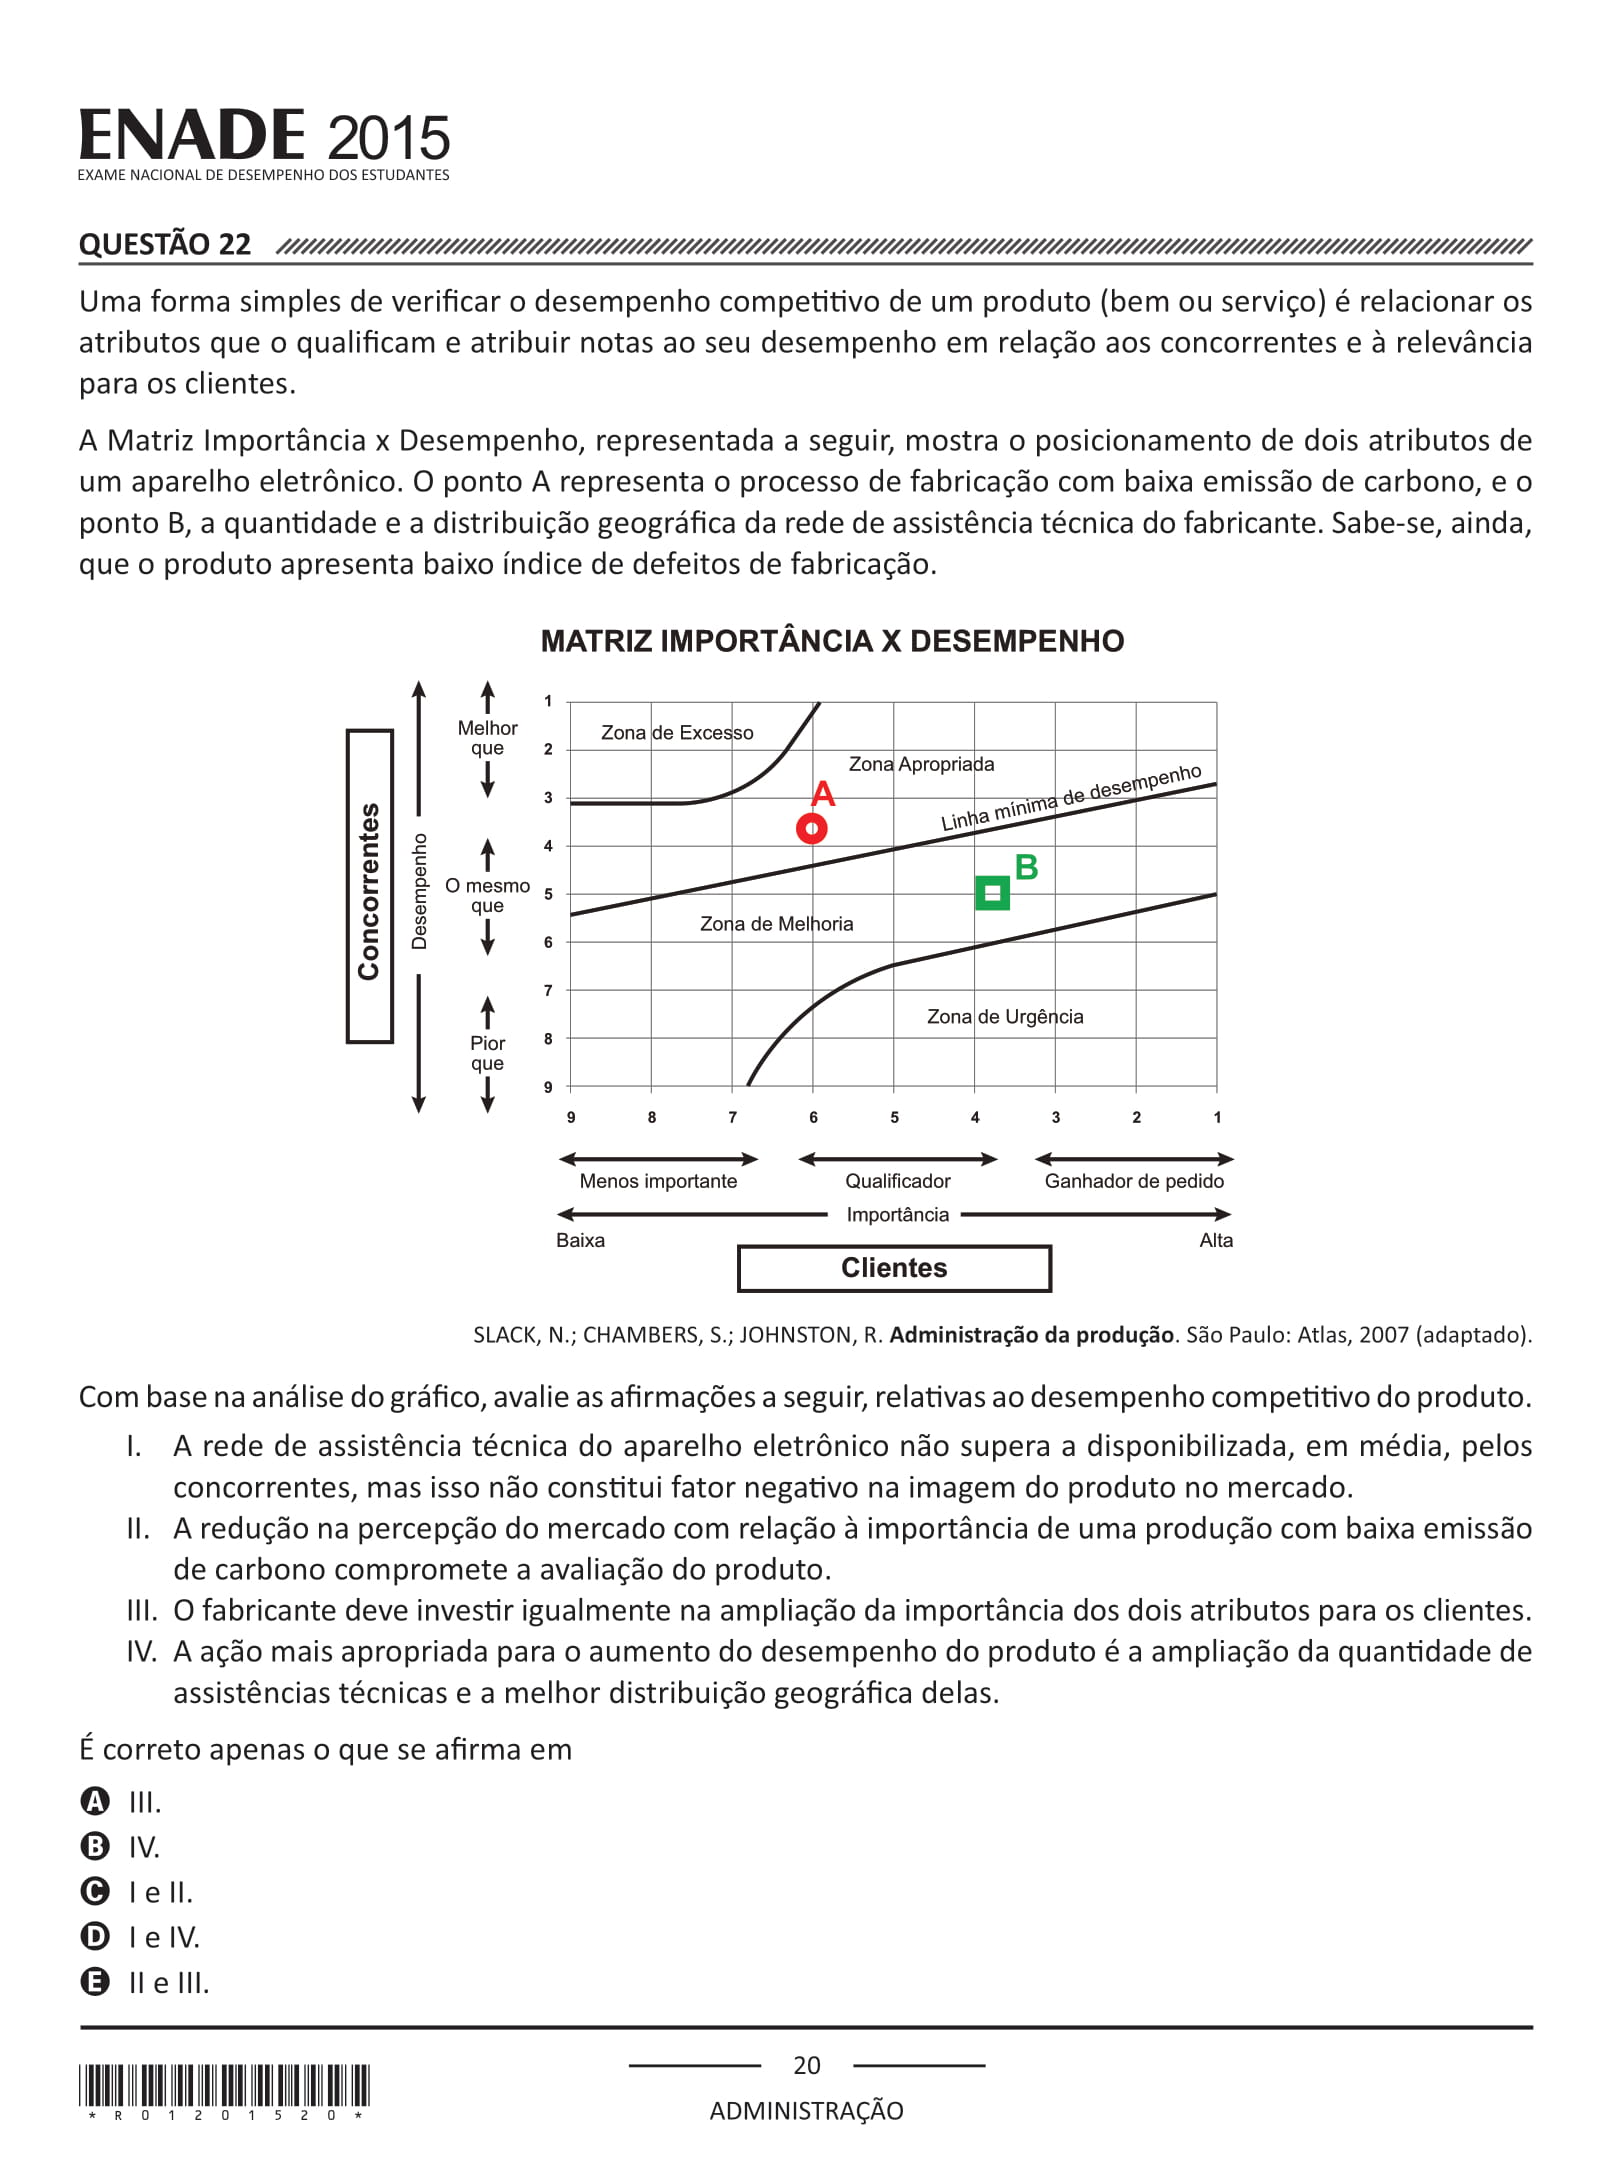 ENADE 2015
EXAME NACIONAL DE DESEMPENHO DOS ESTUDANTES
QUESTÃO 22
Uma forma simples de verificar o desempenho competitivo de um produto (bem ou serviço) é relacionar os
atributos que o qualificam e atribuir notas ao seu desempenho em relação aos concorrentes e à relevância
para os clientes.
A Matriz Importância x Desempenho, representada a seguir, mostra o posicionamento de dois atributos de
um aparelho eletrônico. O ponto A representa o processo de fabricação com baixa emissão de carbono, e o
ponto B, a quantidade e a distribuição geográfica da rede de assistência técnica do fabricante. Sabe-se, ainda,
que o produto apresenta baixo índice de defeitos de fabricação.
MATRIZ IMPORTÂNCIA X DESEMPENHO
Concorrentes
Desempenho
Melhor
que
O mesmo
que
Pior
que
1
2
3
4
5
6
7
8
9
Zona de Excesso
Zona Apropriada
A
Linha mínima de desempenho
B
Zona de Melhoria
Zona de Urgência
9 8 7 6 5 4 3 2 1
Menos importante Qualificador Ganhador de pedido
Importância
Baixa Alta
Clientes
SLACK, N.; CHAMBERS, S.; JOHNSTON, R. Administração da produção. São Paulo: Atlas, 2007 (adaptado).
Com base na análise do gráfico, avalie as afirmações a seguir, relativas ao desempenho competitivo do produto.
I. A rede de assistência técnica do aparelho eletrônico não supera a disponibilizada, em média, pelos
concorrentes, mas isso não constitui fator negativo na imagem do produto no mercado.
II. A redução na percepção do mercado com relação à importância de uma produção com baixa emissão
de carbono compromete a avaliação do produto.
III. O fabricante deve investir igualmente na ampliação da importância dos dois atributos para os clientes.
IV. A ação mais apropriada para o aumento do desempenho do produto é a ampliação da quantidade de
assistências técnicas e a melhor distribuição geográfica delas.
É correto apenas o que se afirma em
A III.
B IV.
C I e II.
D I e IV.
E II e III.
*R0120152​0*
20
ADMINISTRAÇÃO